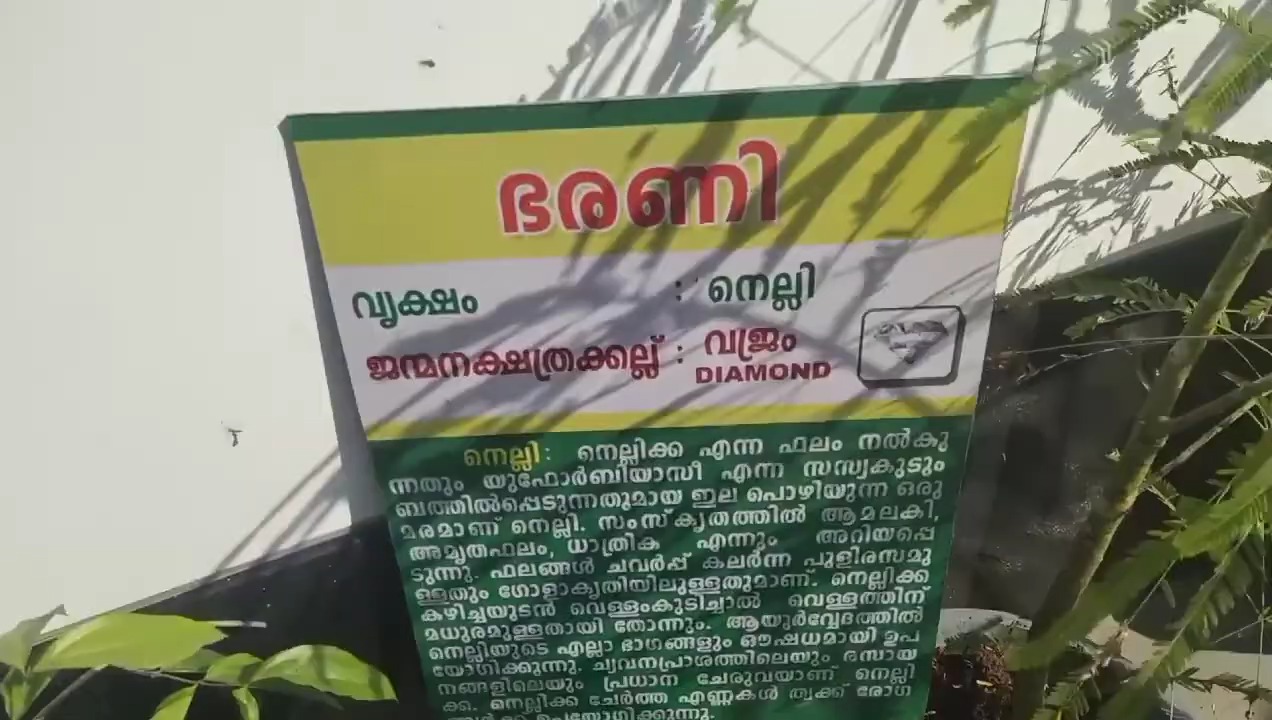 ഭരണി
വൃക്ഷം : നെല്ലി
ജന്മനക്ഷത്രക്കല്ല് : വജ്രം
DIAMOND
നെല്ലി: നെല്ലിക്ക എന്ന ഫലം നൽകു
ന്നതും യുഫോർബിയാസീ എന്ന സസ്യകുടും
ബത്തിൽപ്പെടുന്നതുമായ ഇല പൊഴിയുന്ന ഒരു
മരമാണ് നെല്ലി. സംസ്കൃതത്തിൽ ആമലകി,
അമൃതഫലം, ധാത്രിക എന്നും അറിയപ്പെ
ടുന്നു. ഫലങ്ങൾ ചവർപ്പ് കലർന്ന പുളിരസമു
ള്ളതും ഗോളാകൃതിയിലുള്ളതുമാണ്. നെല്ലിക്ക
കഴിച്ചയുടൻ വെള്ളംകുടിച്ചാൽ വെള്ളത്തിന്
മധുരമുള്ളതായി തോന്നും. ആയുർവ്വേദത്തിൽ
നെല്ലിയുടെ എല്ലാ ഭാഗങ്ങളും ഔഷധമായി ഉപ
യോഗിക്കുന്നു. ച്യവനപ്രാശത്തിലെയും രസായ
നങ്ങളിലെയും പ്രധാന ചേരുവയാണ് നെല്ലി
ക്ക. നെല്ലിക്ക ചേർത്ത എണ്ണകൾ ത്വക്ക് രോഗ
ഉപയോഗിക്കുന്നു.